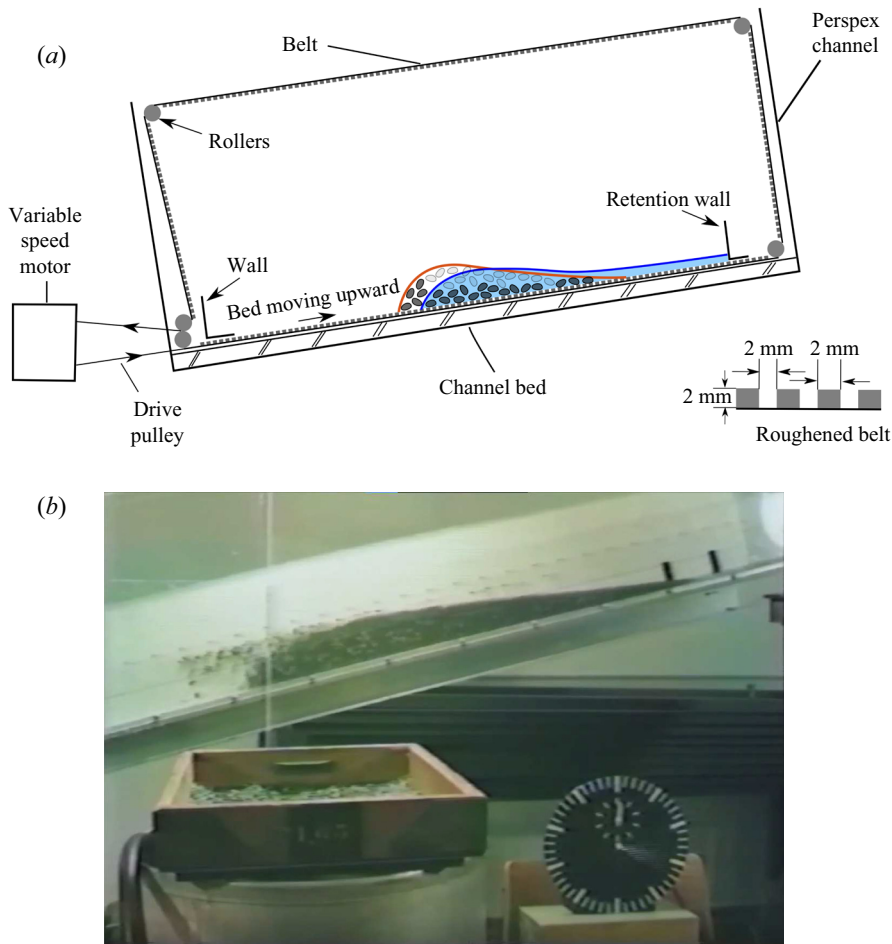 (a)
Belt
Perspex
channel
Rollers
Retention wall
Variable
speed
motor
Wall
Bed moving upward
Channel bed
Drive
pulley
2 mm
2 mm
2 mm
Roughened belt
(b)